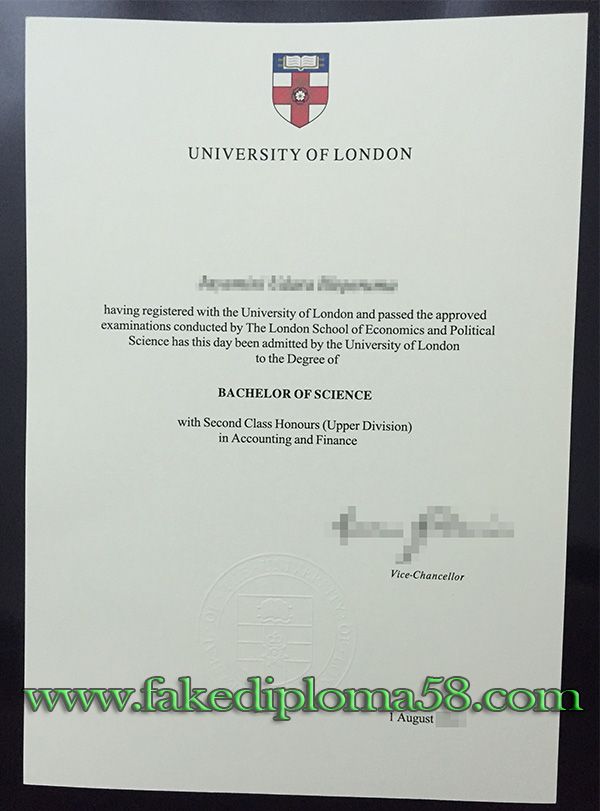 UNIVERSITY OF LONDON
having registered with the University of London and passed the approved
examinations conducted by The London School of Economics and Political
Science has this day been admitted by the University of London
to the Degree of
BACHELOR OF SCIENCE
with Second Class Honours (Upper Division)
in Accounting and Finance
Vice-Chancellor
www.fakediploma58.com
1 August